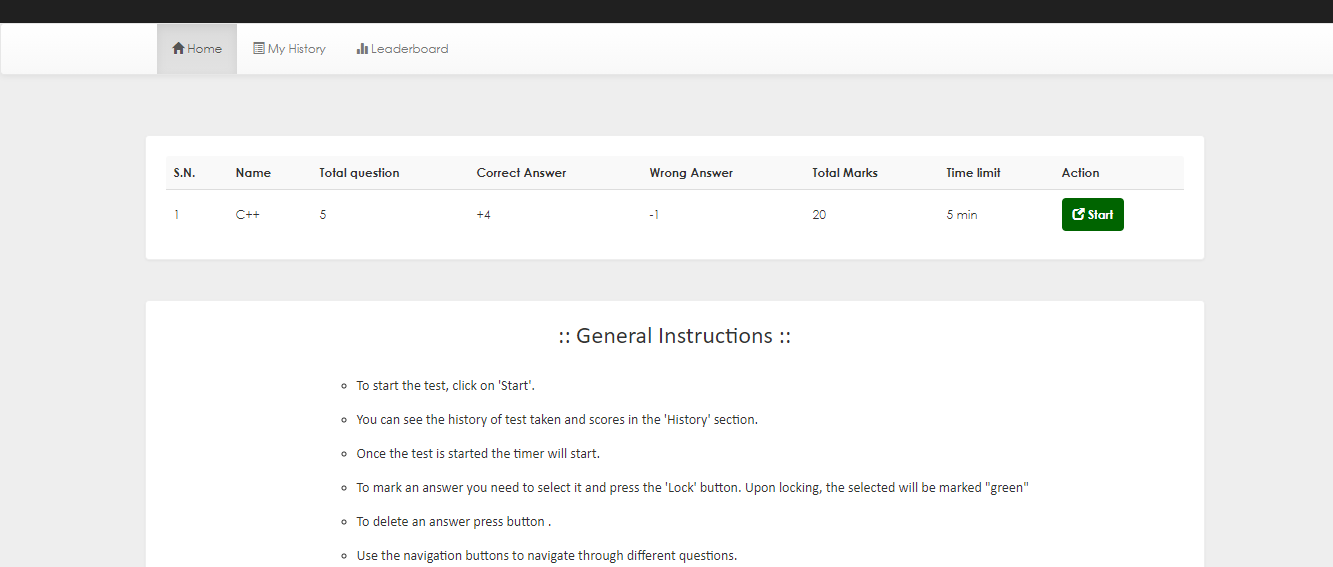 Home My History Leaderboard
S.N. Name Total question Correct Answer Wrong Answer Total Marks Time limit Action
1 C++ 5 +4 -1 20 5 min Start
:: General Instructions ::
To start the test, click on 'Start'.
You can see the history of test taken and scores in the 'History' section.
Once the test is started the timer will start.
To mark an answer you need to select it and press the 'Lock' button. Upon locking, the selected will be marked "green"
To delete an answer press button .
Use the navigation buttons to navigate through different questions.